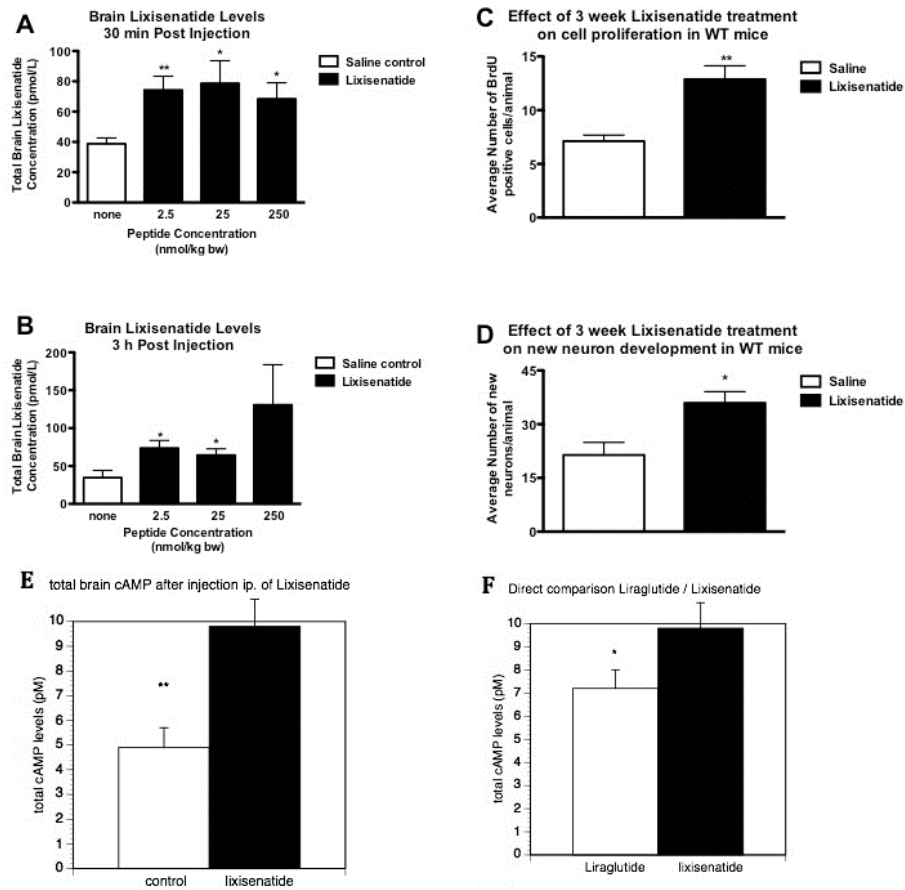 A
Brain Lixisenatide Levels
30 min Post Injection
Total Brain Lixisenatide
Concentration (pmol/L)
100
80
60
40
20
0
**
*
*
none
2.5
25
250
Peptide Concentration
(nmol/kg bw)
Saline control
Lixisenatide
C
Effect of 3 week Lixisenatide treatment
on cell proliferation in WT mice
Average Number of BrdU
positive cells/animal
15
10
5
0
**
Saline
Lixisenatide
B
Brain Lixisenatide Levels
3 h Post Injection
Total Brain Lixisenatide
Concentration (pmol/L)
200
150
100
50
0
*
*
none
2.5
25
250
Peptide Concentration
(nmol/kg bw)
Saline control
Lixisenatide
D
Effect of 3 week Lixisenatide treatment
on new neuron development in WT mice
Average Number of new
neurons/animal
45
30
15
0
*
Saline
Lixisenatide
E
total brain cAMP after injection ip. of Lixisenatide
total cAMP levels (pM)
10
9
8
7
6
5
4
3
2
1
0
**
control
lixisenatide
F
Direct comparison Liraglutide / Lixisenatide
total cAMP levels (pM)
10
9
8
7
6
5
4
3
2
1
0
*
Liraglutide
lixisenatide